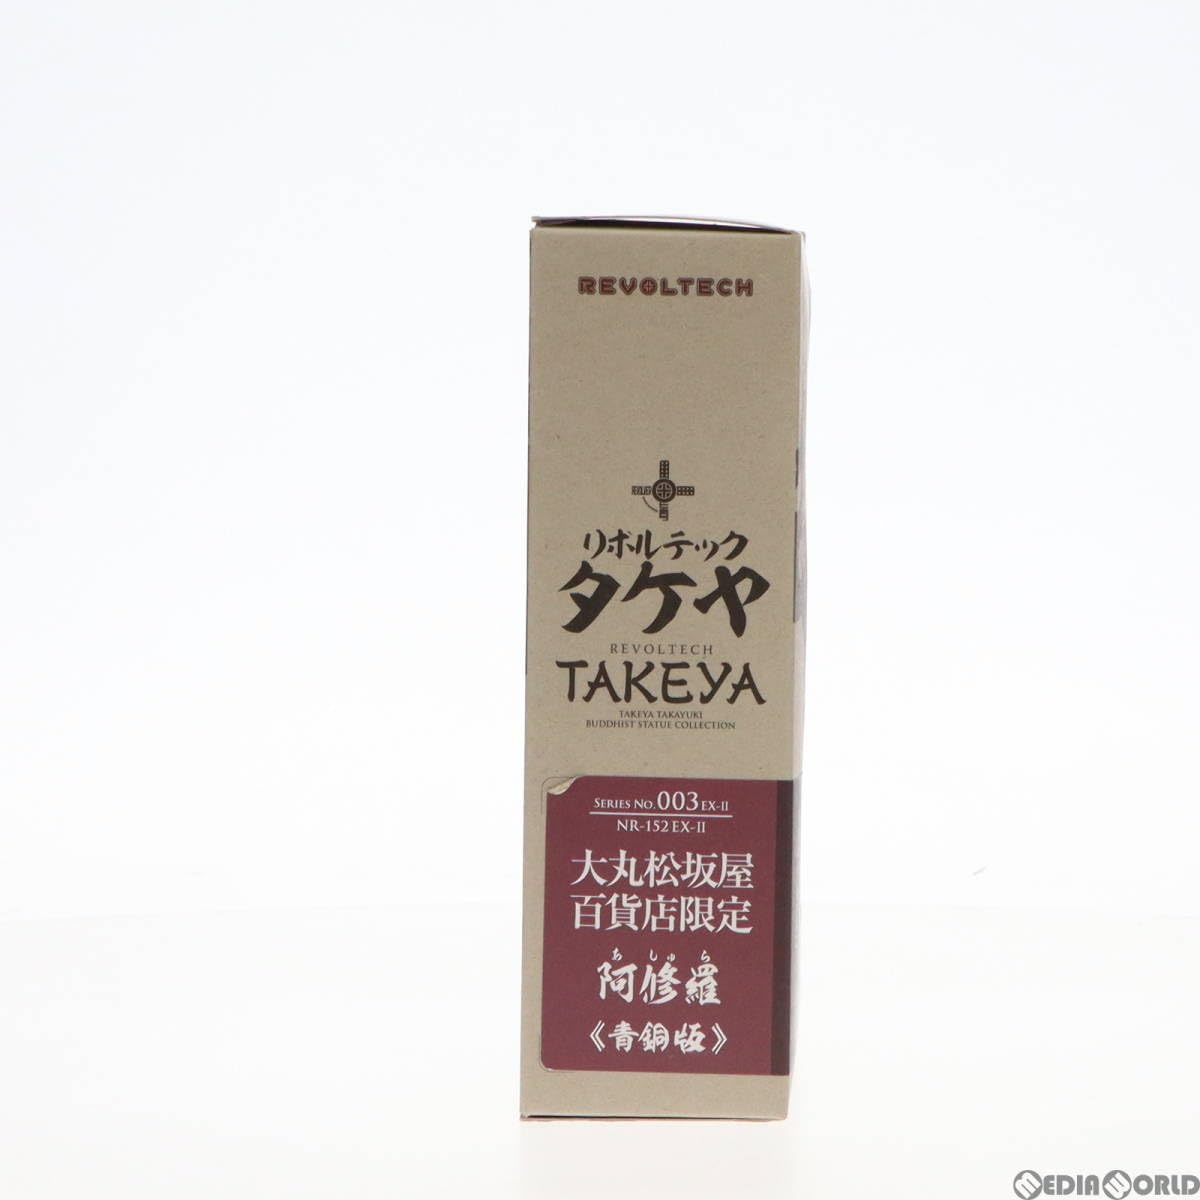 REVOLTECH
リボルテック
タケヤ
REVOLTECH
TAKEYA
TAKEYA TAKAYUKI
BUDDHIST STATUE COLLECTION
SERIES NO.003 EX-II
NR-152 EX-II
大丸松坂屋
百貨店限定
あしゅら
阿修羅
《青銅版》
MEDIAWORLD